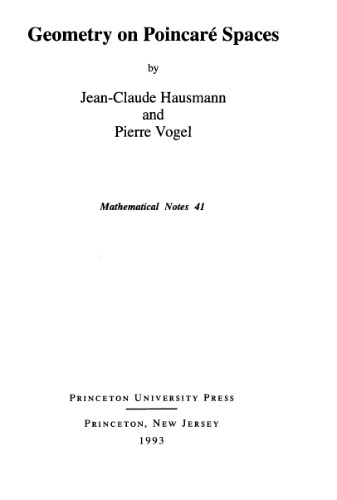 Geometry on Poincaré Spaces
by
Jean-Claude Hausmann
and
Pierre Vogel
Mathematical Notes 41
PRINCETON UNIVERSITY PRESS
PRINCETON, NEW JERSEY
1993